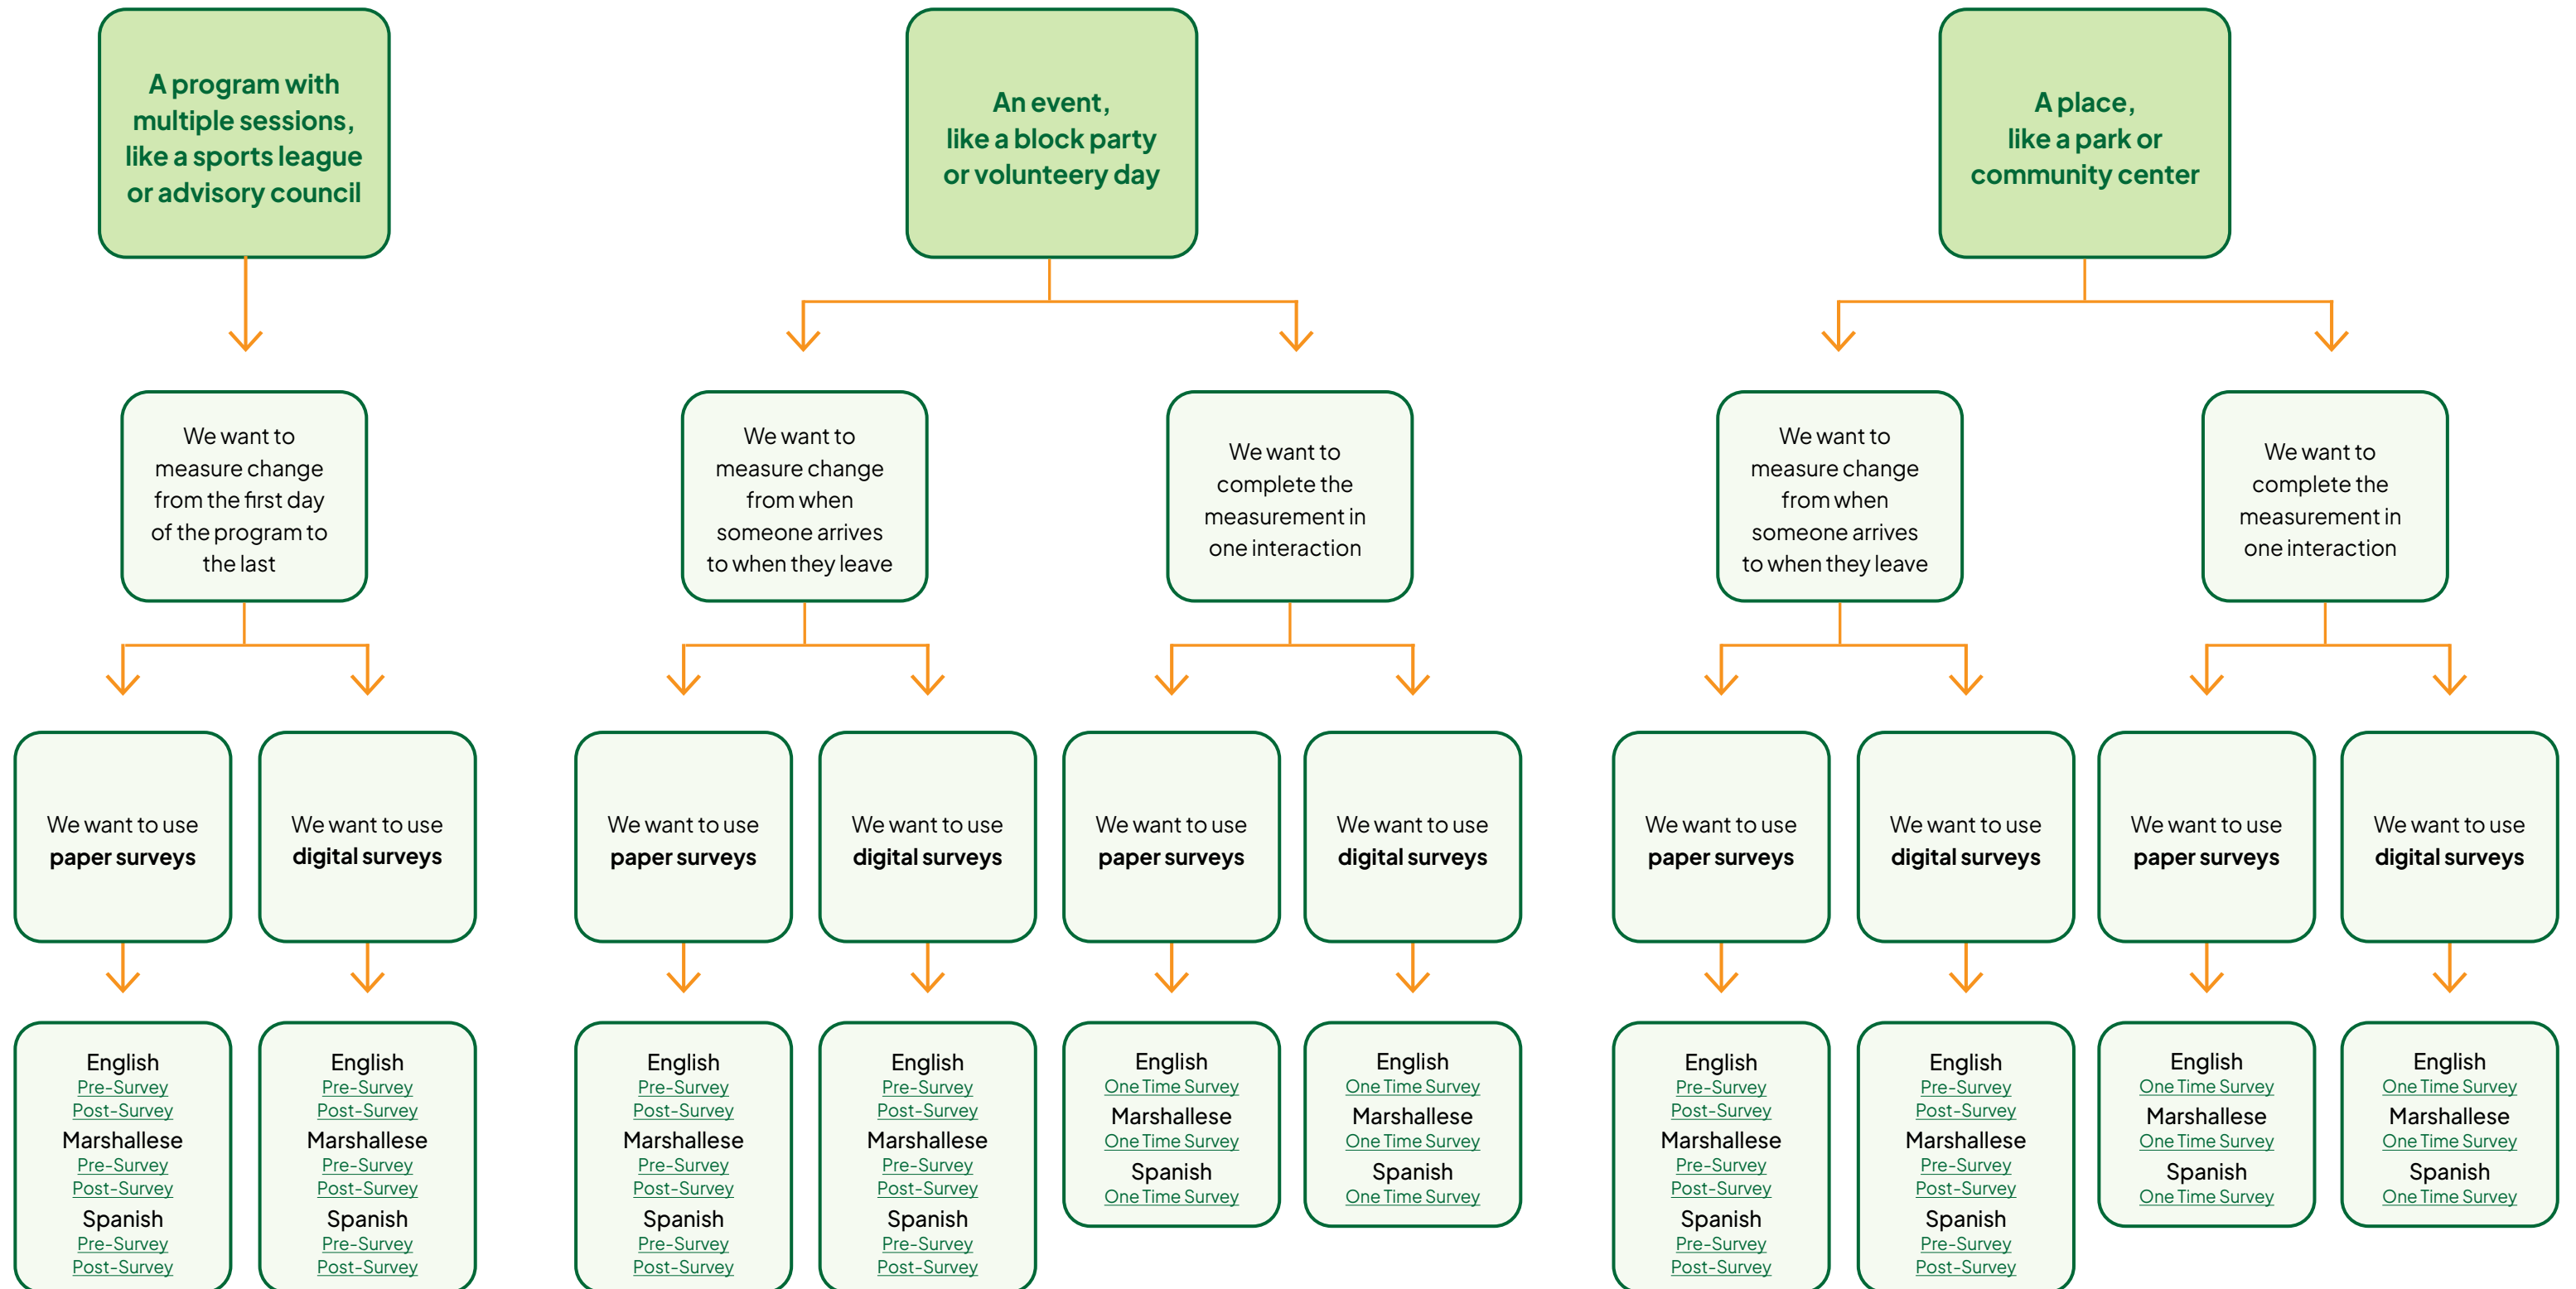 A program with
multiple sessions,
like a sports league
or advisory council
An event,
like a block party
or volunteery day
A place,
like a park or
community center
We want to
measure change
from the first day
of the program to
the last
We want to
measure change
from when
someone arrives
to when they leave
We want to
complete the
measurement in
one interaction
We want to
measure change
from when
someone arrives
to when they leave
We want to
complete the
measurement in
one interaction
We want to use
paper surveys
We want to use
digital surveys
We want to use
paper surveys
We want to use
digital surveys
We want to use
paper surveys
We want to use
digital surveys
We want to use
paper surveys
We want to use
digital surveys
We want to use
paper surveys
We want to use
digital surveys
English
Pre-Survey
Post-Survey
Marshallese
Pre-Survey
Post-Survey
Spanish
Pre-Survey
Post-Survey
English
Pre-Survey
Post-Survey
Marshallese
Pre-Survey
Post-Survey
Spanish
Pre-Survey
Post-Survey
English
Pre-Survey
Post-Survey
Marshallese
Pre-Survey
Post-Survey
Spanish
Pre-Survey
Post-Survey
English
Pre-Survey
Post-Survey
Marshallese
Pre-Survey
Post-Survey
Spanish
Pre-Survey
Post-Survey
English
One Time Survey
Marshallese
One Time Survey
Spanish
One Time Survey
English
One Time Survey
Marshallese
One Time Survey
Spanish
One Time Survey
English
Pre-Survey
Post-Survey
Marshallese
Pre-Survey
Post-Survey
Spanish
Pre-Survey
Post-Survey
English
Pre-Survey
Post-Survey
Marshallese
Pre-Survey
Post-Survey
Spanish
Pre-Survey
Post-Survey
English
One Time Survey
Marshallese
One Time Survey
Spanish
One Time Survey
English
One Time Survey
Marshallese
One Time Survey
Spanish
One Time Survey